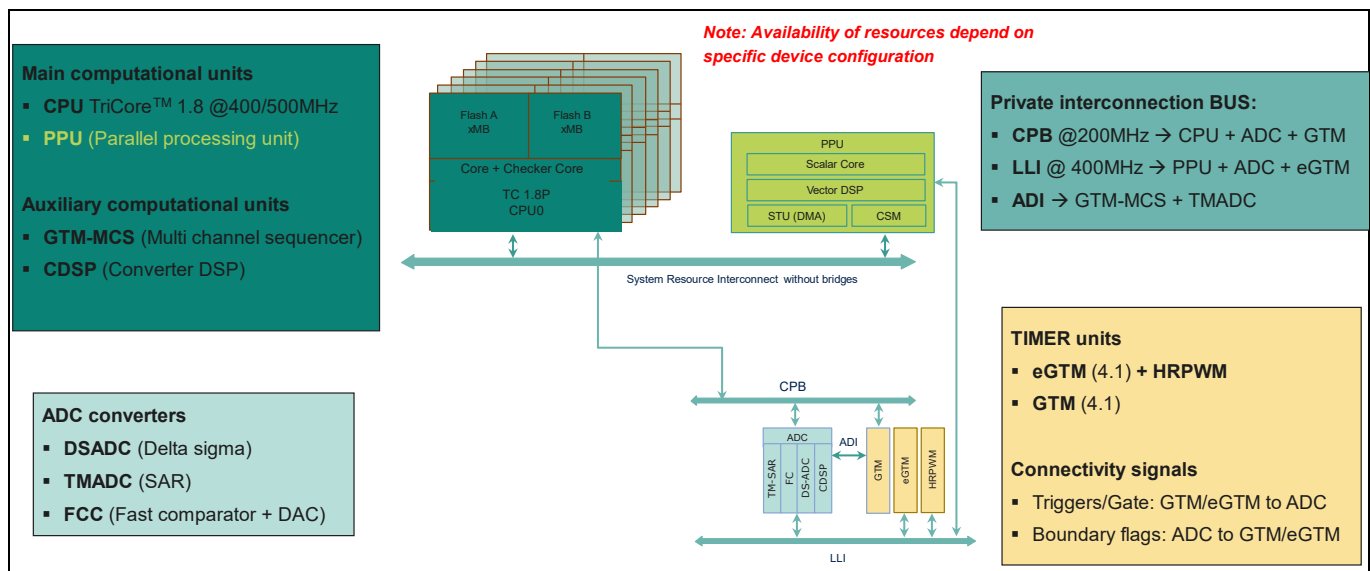 Note: Availability of resources depend on
specific device configuration
Main computational units
▪ CPU TriCore™ 1.8 @400/500MHz
▪ PPU (Parallel processing unit)
Auxiliary computational units
▪ GTM-MCS (Multi channel sequencer)
▪ CDSP (Converter DSP)
ADC converters
▪ DSADC (Delta sigma)
▪ TMADC (SAR)
▪ FCC (Fast comparator + DAC)
Flash A
xMB
Flash B
xMB
Core + Checker Core
TC 1.8P
CPU0
PPU
Scalar Core
Vector DSP
STU (DMA)
CSM
System Resource Interconnect without bridges
CPB
ADC
TM-SAR
FC
DS-ADC
CDSP
ADI
GTM
eGTM
HRPWM
LLI
Private interconnection BUS:
▪ CPB @200MHz → CPU + ADC + GTM
▪ LLI @ 400MHz → PPU + ADC + eGTM
▪ ADI → GTM-MCS + TMADC
TIMER units
▪ eGTM (4.1) + HRPWM
▪ GTM (4.1)
Connectivity signals
▪ Triggers/Gate: GTM/eGTM to ADC
▪ Boundary flags: ADC to GTM/eGTM